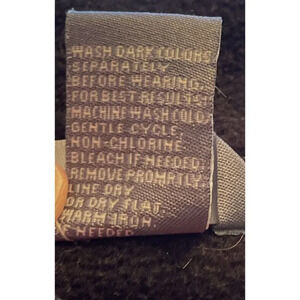 WASH DARK COLORS
SEPARATELY
BEFORE WEARING.
FOR BEST RESULTS:
MACHINE WASH COLD,
GENTLE CYCLE,
NON-CHLORINE
BLEACH IF NEEDED,
REMOVE PROMPTLY,
LINE DRY
OR DRY FLAT,
WARM IRON
NEEDED